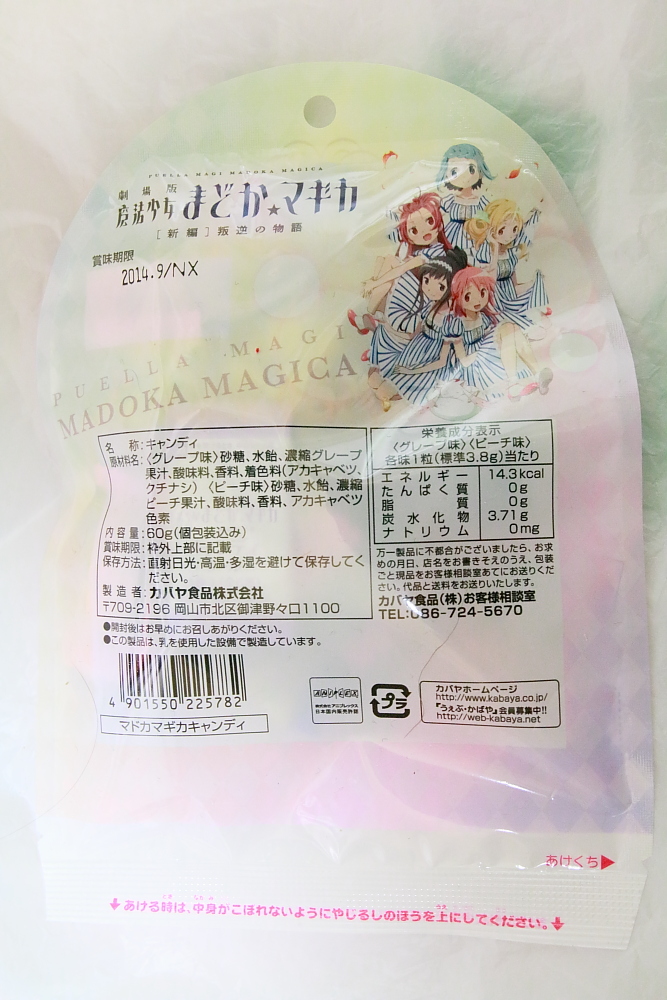 PUELLA MAGI MADOKA MAGICA
劇場版
魔法少女まどか★マギカ
[新編]叛逆の物語
賞味期限
2014.9/NX
PUELLA MAGI
MADOKA MAGICA
名称:キャンディ
原材料名:〈グレープ味〉砂糖、水飴、濃縮グレープ
果汁、酸味料、香料、着色料(アカキャベツ、
クチナシ) 〈ピーチ味〉砂糖、水飴、濃縮
ピーチ果汁、酸味料、香料、アカキャベツ
色素
内容量:60g(個包装込み)
賞味期限:枠外上部に記載
保存方法:直射日光・高温・多湿を避けて保存してく
ださい。
製造者:カバヤ食品株式会社
〒709-2196 岡山市北区御津野々口1100
栄養成分表示
〈グレープ味〉〈ピーチ味〉
各味1粒(標準3.8g)当たり
エネルギー 14.3kcal
たんぱく質 0g
脂質 0g
炭水化物 3.71g
ナトリウム 0mg
万一製品に不都合がございましたら、お求
めの月日、店名をお書きそえのうえ、包装
ごと現品をお客様相談室あてにお送りくだ
さい。代品と送料をお送りいたします。
カバヤ食品(株)お客様相談室
TEL:086-724-5670
●開封後はお早めにお召しあがりください。
●この製品は、乳を使用した設備で製造しています。
4 901550 225782
マドカマギカキャンディ
ANIPLEX
株式会社アニプレックス
日本国内販売許諾
プラ
カバヤホームページ
http://www.kabaya.co.jp/
『うぇぶ・かばや』会員募集中!!
http://web-kabaya.net
あけくち▶
↓あける時は、中身がこぼれないようにやじるしのほうを上にしてください。↓